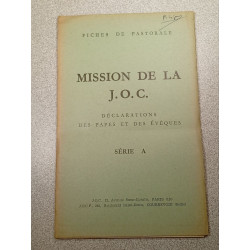 FICHES DE PASTORALE
MISSION DE LA
J.O.C.
DÉCLARATIONS
DES PAPES ET DES ÉVÊQUES
SÉRIE A